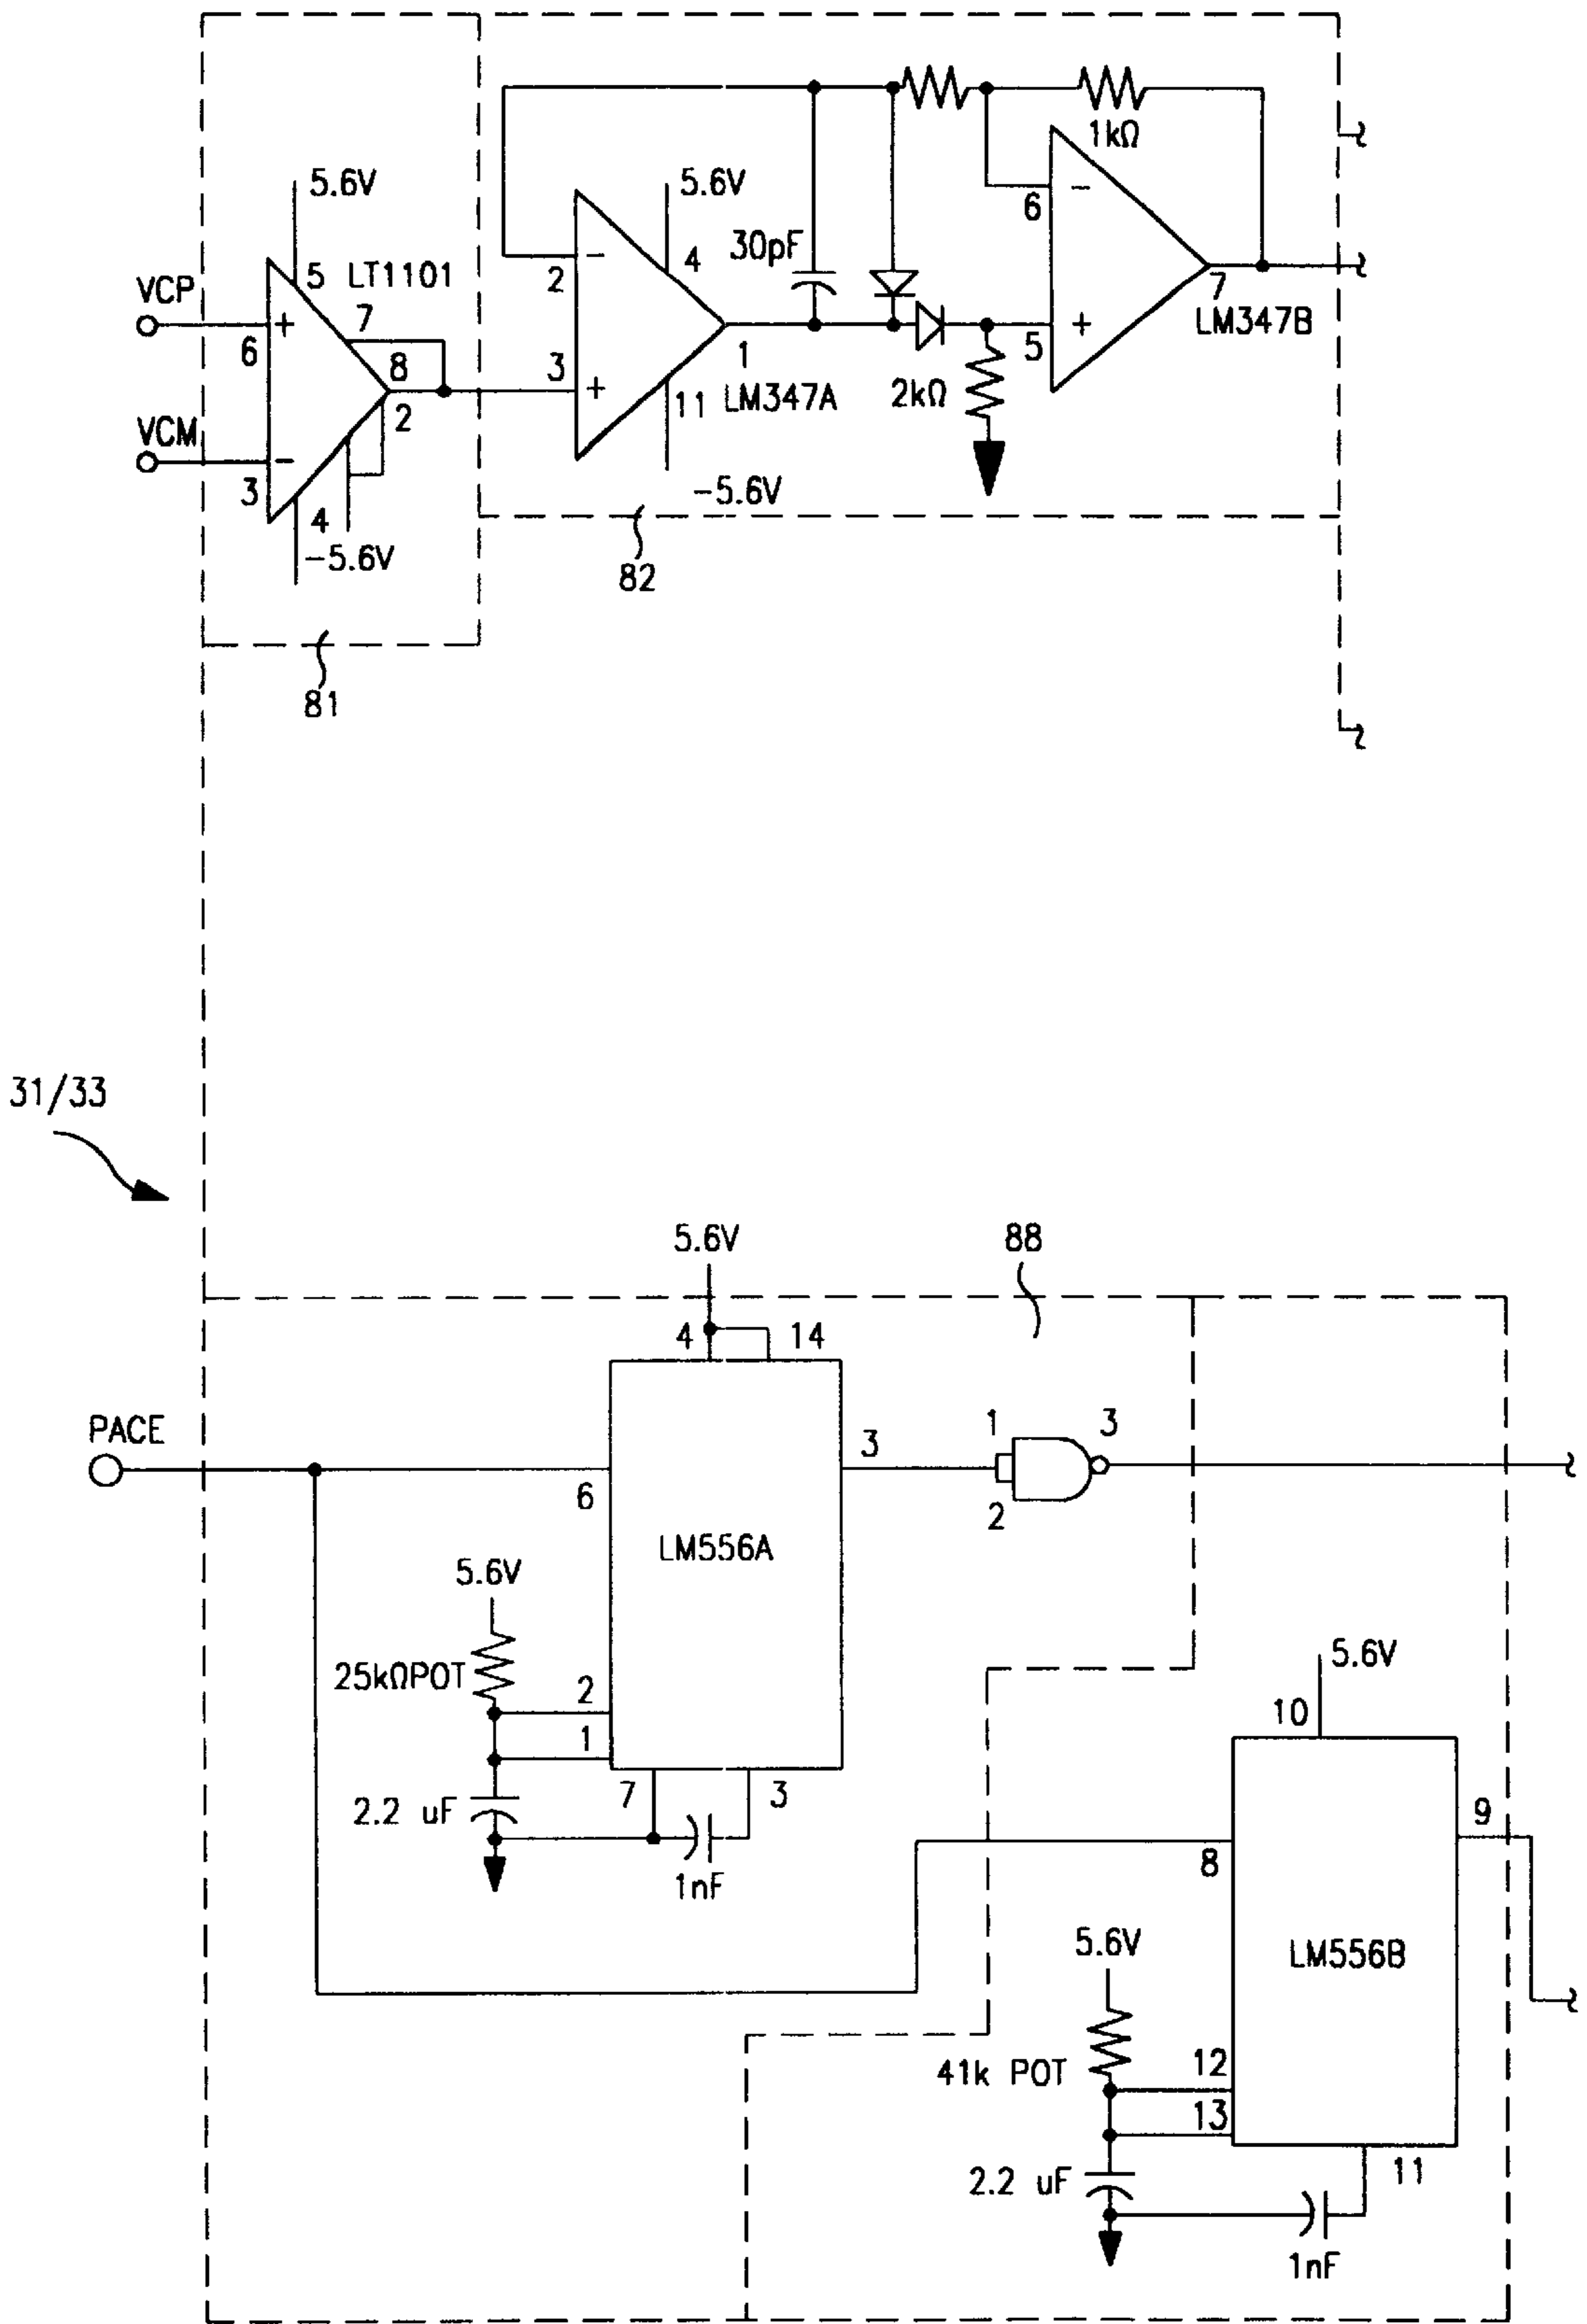 5.6V
5
LT1101
VCP
7
+
6
8
VCM
2
-
3
4
-5.6V
81
5.6V
-
2
4
30pF
3
+
1
11
LM347A
-5.6V
2kΩ
1kΩ
-
6
+
5
7
LM347B
82
31/33
5.6V
88
4
14
PACE
6
3
1
3
2
LM556A
5.6V
25kΩPOT
2
1
2.2 uF
7
3
1nF
5.6V
10
8
9
LM556B
5.6V
41k POT
12
13
2.2 uF
11
1nF